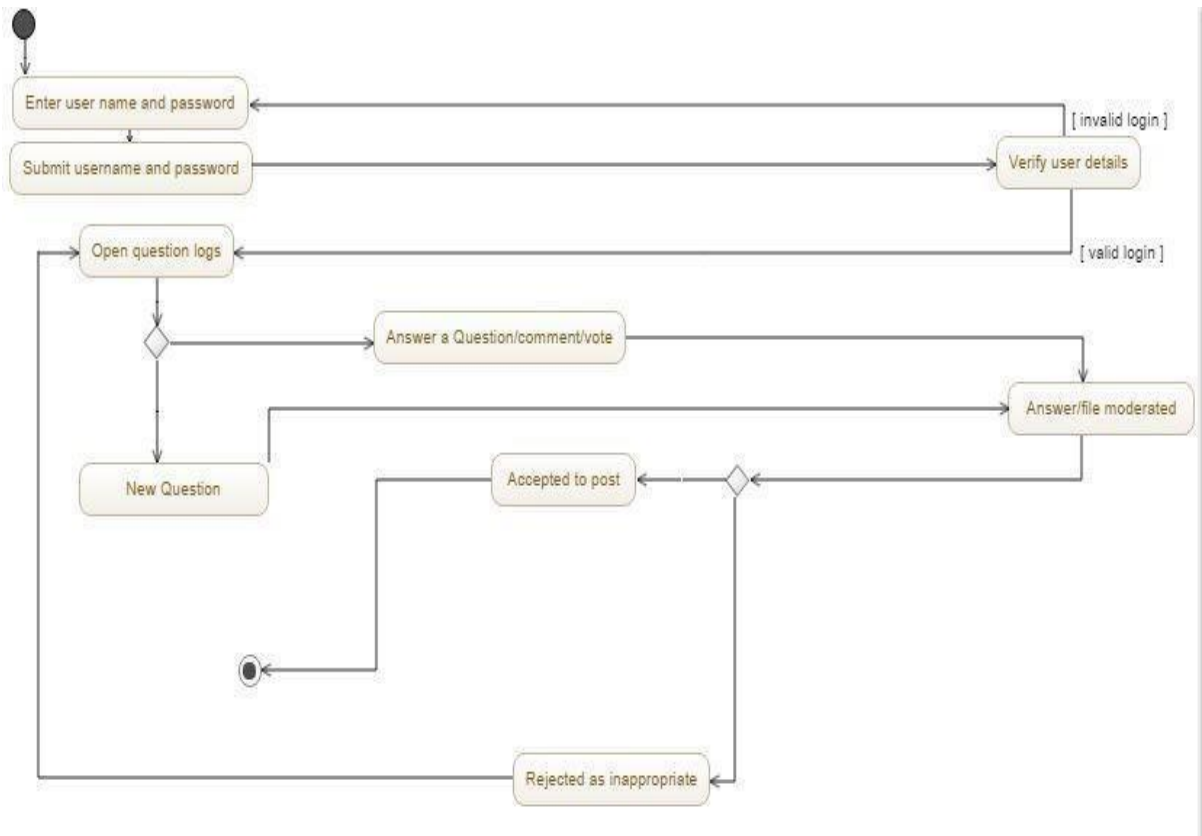 Enter user name and password
[ invalid login ]
Submit username and password
Verify user details
Open question logs
[ valid login ]
Answer a Question/comment/vote
Answer/file moderated
New Question
Accepted to post
Rejected as inappropriate